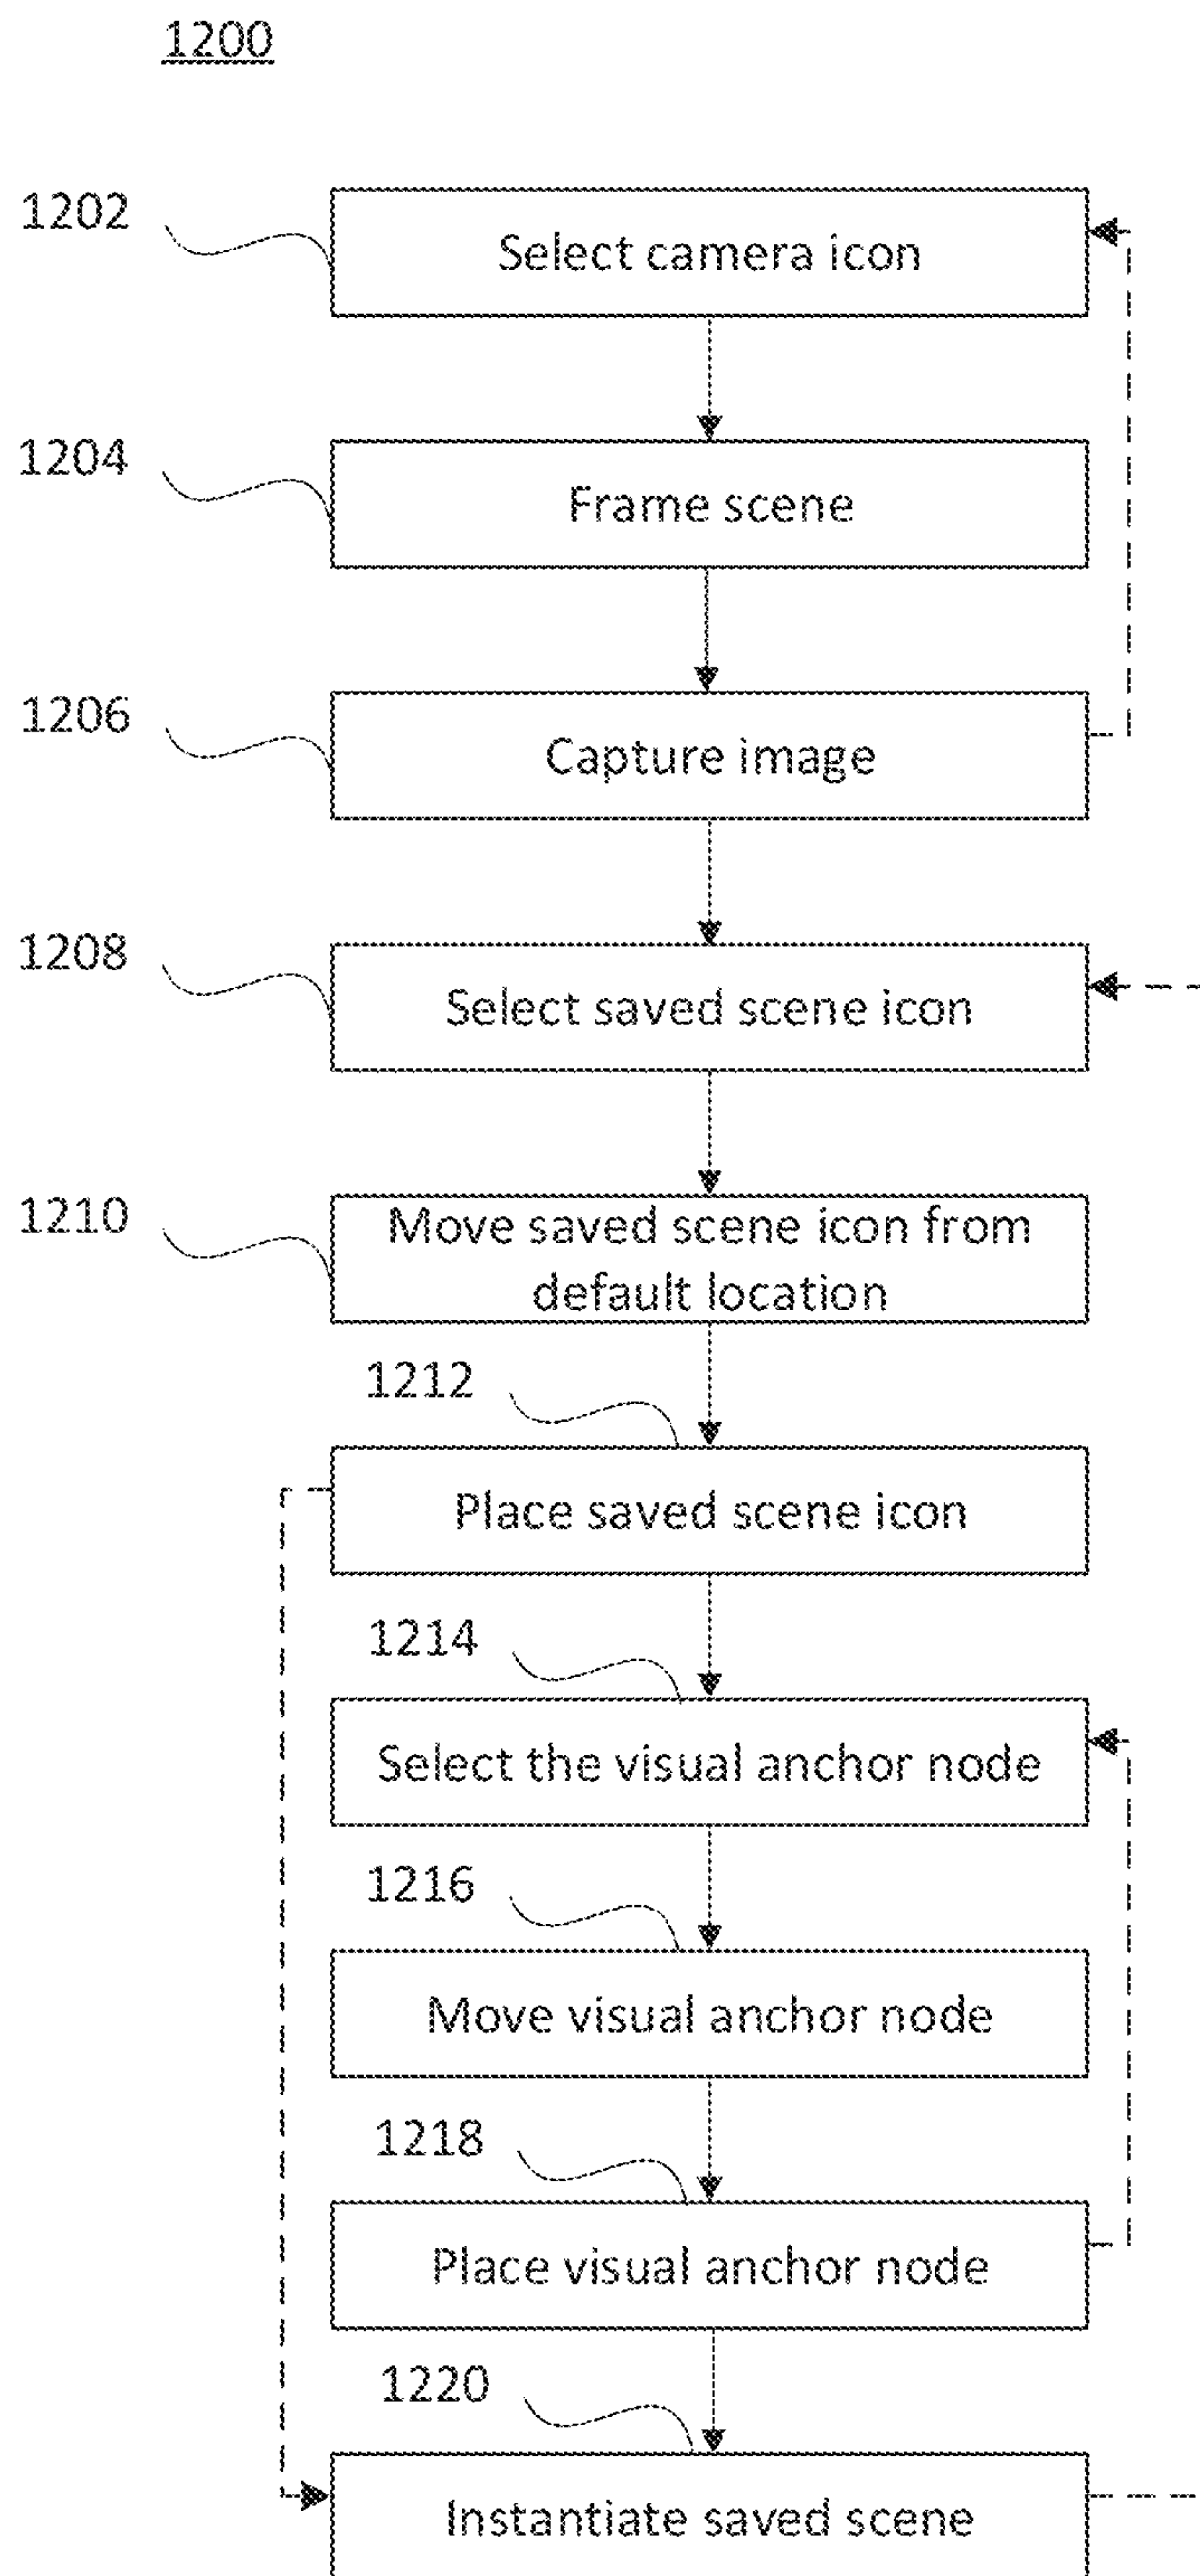 1200
1202
Select camera icon
1204
Frame scene
1206
Capture image
1208
Select saved scene icon
1210
Move saved scene icon from
default location
1212
Place saved scene icon
1214
Select the visual anchor node
1216
Move visual anchor node
1218
Place visual anchor node
1220
Instantiate saved scene